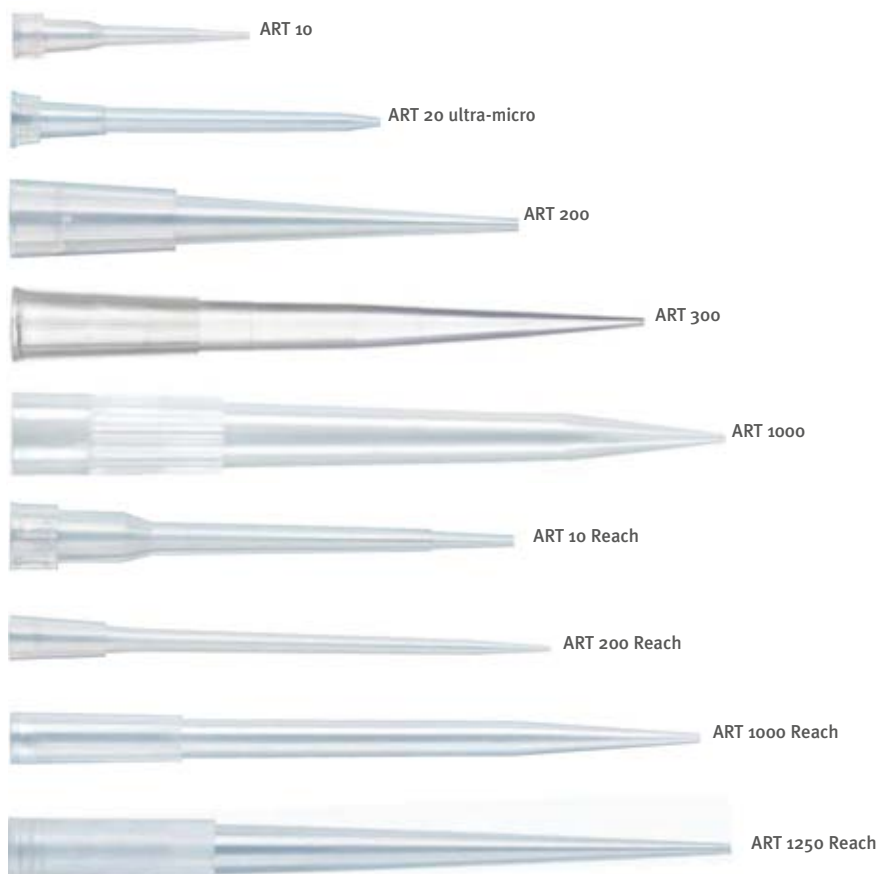 ART 10
ART 20 ultra-micro
ART 200
ART 300
ART 1000
ART 10 Reach
ART 200 Reach
ART 1000 Reach
ART 1250 Reach